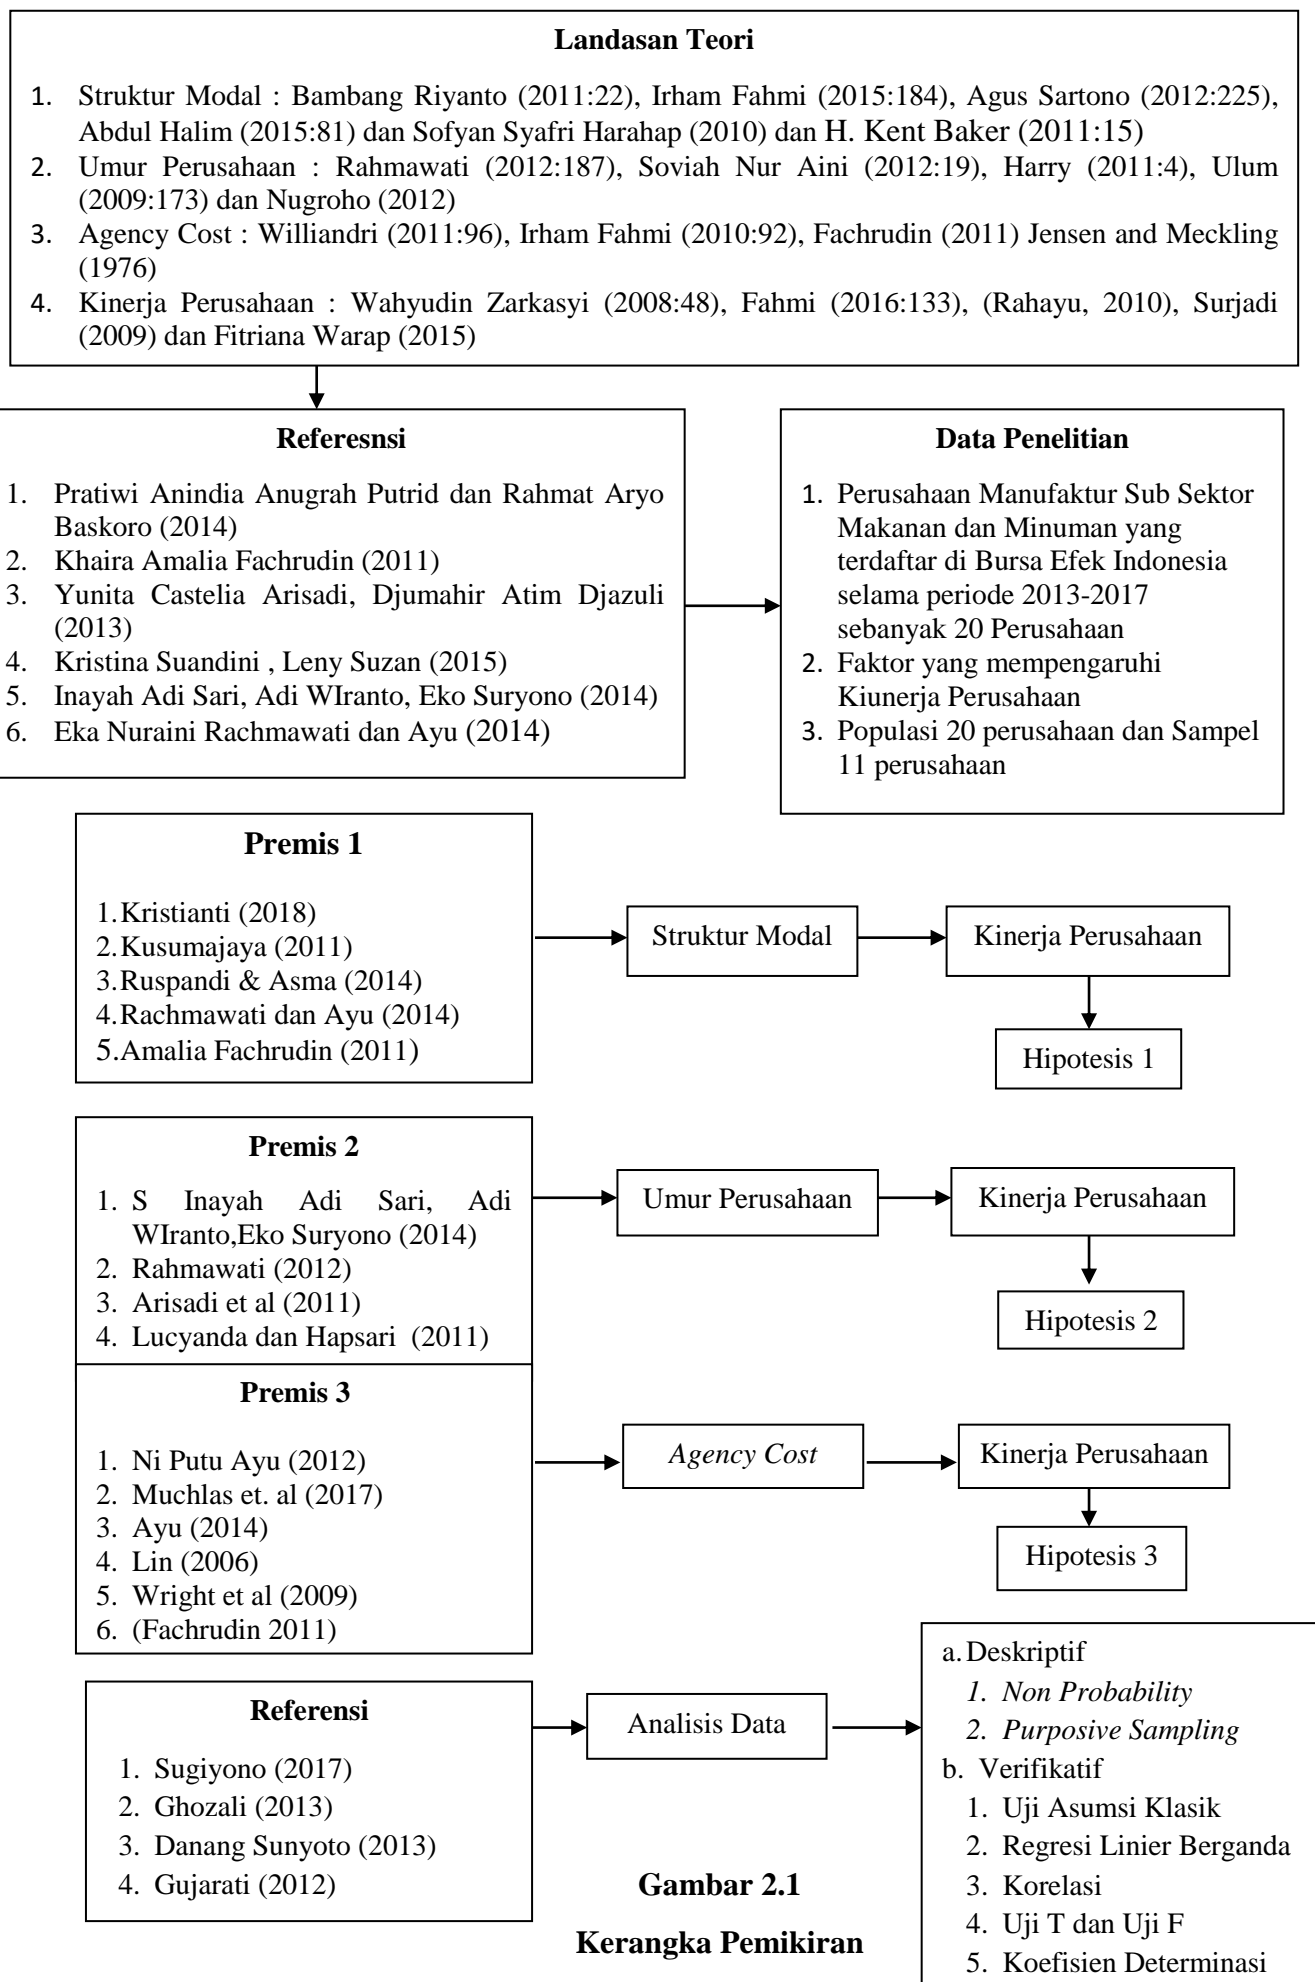 Landasan Teori
1. Struktur Modal : Bambang Riyanto (2011:22), Irham Fahmi (2015:184), Agus Sartono (2012:225),
Abdul Halim (2015:81) dan Sofyan Syafri Harahap (2010) dan H. Kent Baker (2011:15)
2. Umur Perusahaan : Rahmawati (2012:187), Soviah Nur Aini (2012:19), Harry (2011:4), Ulum
(2009:173) dan Nugroho (2012)
3. Agency Cost : Williandri (2011:96), Irham Fahmi (2010:92), Fachrudin (2011) Jensen and Meckling
(1976)
4. Kinerja Perusahaan : Wahyudin Zarkasyi (2008:48), Fahmi (2016:133), (Rahayu, 2010), Surjadi
(2009) dan Fitriana Warap (2015)
Referesnsi
1. Pratiwi Anindia Anugrah Putrid dan Rahmat Aryo
Baskoro (2014)
2. Khaira Amalia Fachrudin (2011)
3. Yunita Castelia Arisadi, Djumahir Atim Djazuli
(2013)
4. Kristina Suandini , Leny Suzan (2015)
5. Inayah Adi Sari, Adi WIranto, Eko Suryono (2014)
6. Eka Nuraini Rachmawati dan Ayu (2014)
Data Penelitian
1. Perusahaan Manufaktur Sub Sektor
Makanan dan Minuman yang
terdaftar di Bursa Efek Indonesia
selama periode 2013-2017
sebanyak 20 Perusahaan
2. Faktor yang mempengaruhi
Kiunerja Perusahaan
3. Populasi 20 perusahaan dan Sampel
11 perusahaan
Premis 1
1.Kristianti (2018)
2.Kusumajaya (2011)
3.Ruspandi & Asma (2014)
4.Rachmawati dan Ayu (2014)
5.Amalia Fachrudin (2011)
Struktur Modal
Kinerja Perusahaan
Hipotesis 1
Premis 2
1. S Inayah Adi Sari, Adi
WIranto,Eko Suryono (2014)
2. Rahmawati (2012)
3. Arisadi et al (2011)
4. Lucyanda dan Hapsari (2011)
Umur Perusahaan
Kinerja Perusahaan
Hipotesis 2
Premis 3
1. Ni Putu Ayu (2012)
2. Muchlas et. al (2017)
3. Ayu (2014)
4. Lin (2006)
5. Wright et al (2009)
6. (Fachrudin 2011)
Agency Cost
Kinerja Perusahaan
Hipotesis 3
Referensi
1. Sugiyono (2017)
2. Ghozali (2013)
3. Danang Sunyoto (2013)
4. Gujarati (2012)
Analisis Data
a. Deskriptif
1. Non Probability
2. Purposive Sampling
b. Verifikatif
1. Uji Asumsi Klasik
2. Regresi Linier Berganda
3. Korelasi
4. Uji T dan Uji F
5. Koefisien Determinasi
Gambar 2.1
Kerangka Pemikiran